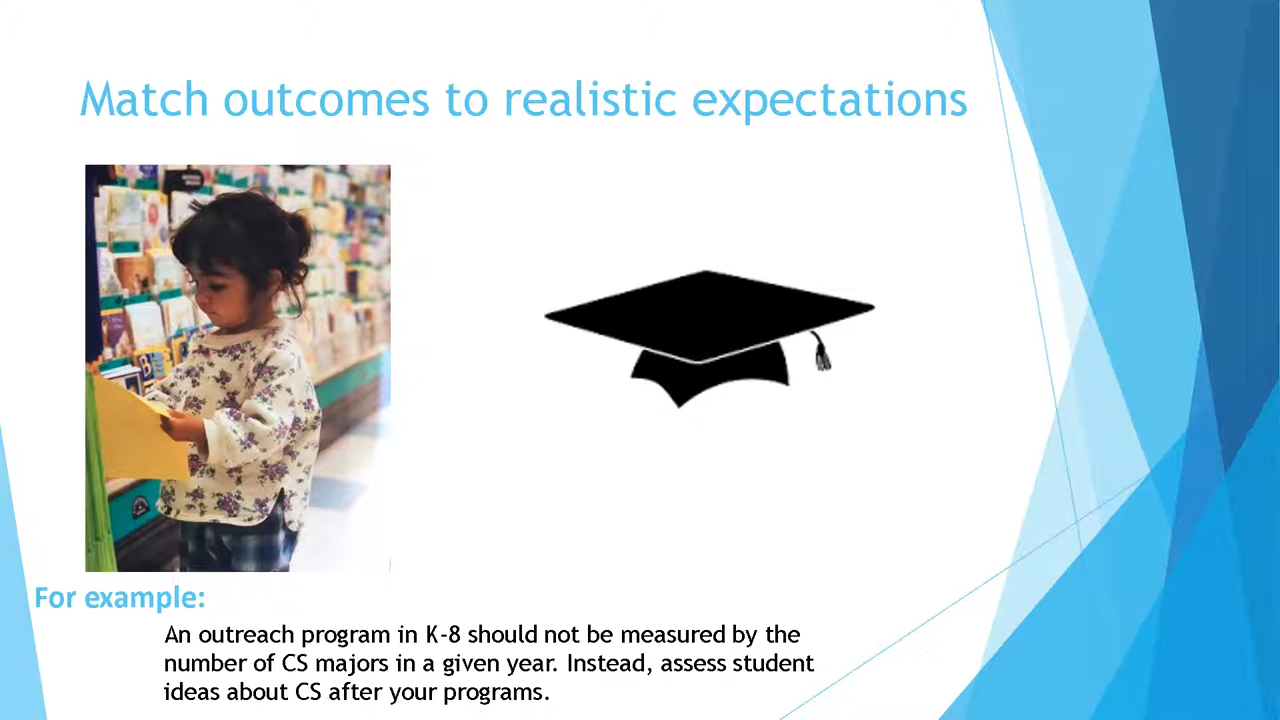 Match outcomes to realistic expectations
For example:
An outreach program in K-8 should not be measured by the
number of CS majors in a given year. Instead, assess student
ideas about CS after your programs.